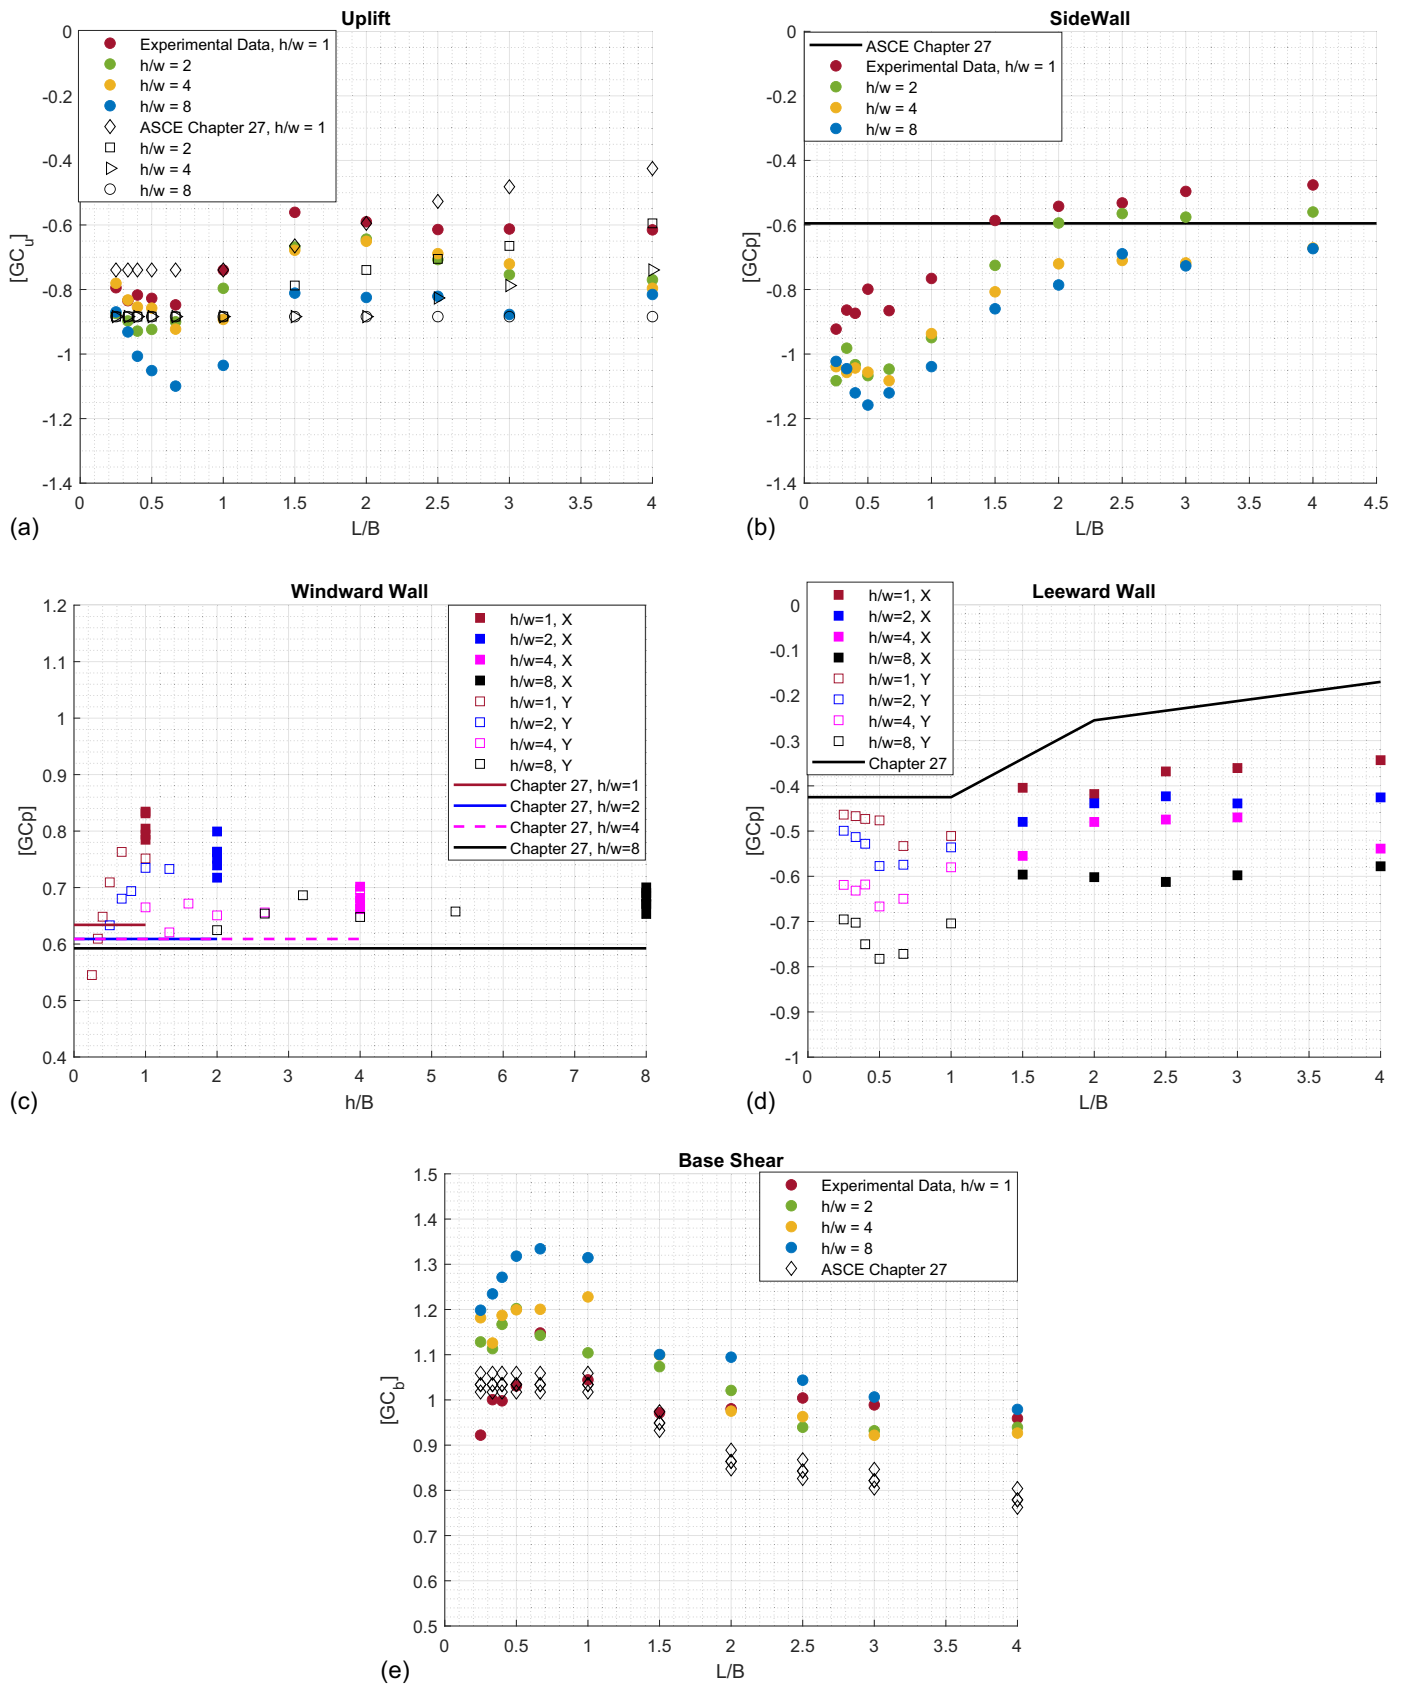 Uplift
0
-0.2
-0.4
-0.6
-0.8
-1
-1.2
-1.4
[GC_u]
Experimental Data, h/w = 1
h/w = 2
h/w = 4
h/w = 8
ASCE Chapter 27, h/w = 1
h/w = 2
h/w = 4
h/w = 8
0 0.5 1 1.5 2 2.5 3 3.5 4
L/B
(a)
SideWall
0
-0.2
-0.4
-0.6
-0.8
-1
-1.2
-1.4
[GCp]
ASCE Chapter 27
Experimental Data, h/w = 1
h/w = 2
h/w = 4
h/w = 8
0 0.5 1 1.5 2 2.5 3 3.5 4 4.5
L/B
(b)
Windward Wall
1.2
1.1
1
0.9
0.8
0.7
0.6
0.5
0.4
[GCp]
h/w=1, X
h/w=2, X
h/w=4, X
h/w=8, X
h/w=1, Y
h/w=2, Y
h/w=4, Y
h/w=8, Y
Chapter 27, h/w=1
Chapter 27, h/w=2
Chapter 27, h/w=4
Chapter 27, h/w=8
0 1 2 3 4 5 6 7 8
h/B
(c)
Leeward Wall
0
-0.1
-0.2
-0.3
-0.4
-0.5
-0.6
-0.7
-0.8
-0.9
-1
[GCp]
h/w=1, X
h/w=2, X
h/w=4, X
h/w=8, X
h/w=1, Y
h/w=2, Y
h/w=4, Y
h/w=8, Y
Chapter 27
0 0.5 1 1.5 2 2.5 3 3.5 4
L/B
(d)
Base Shear
1.5
1.4
1.3
1.2
1.1
1
0.9
0.8
0.7
0.6
0.5
[GC_b]
Experimental Data, h/w = 1
h/w = 2
h/w = 4
h/w = 8
ASCE Chapter 27
0 0.5 1 1.5 2 2.5 3 3.5 4
L/B
(e)